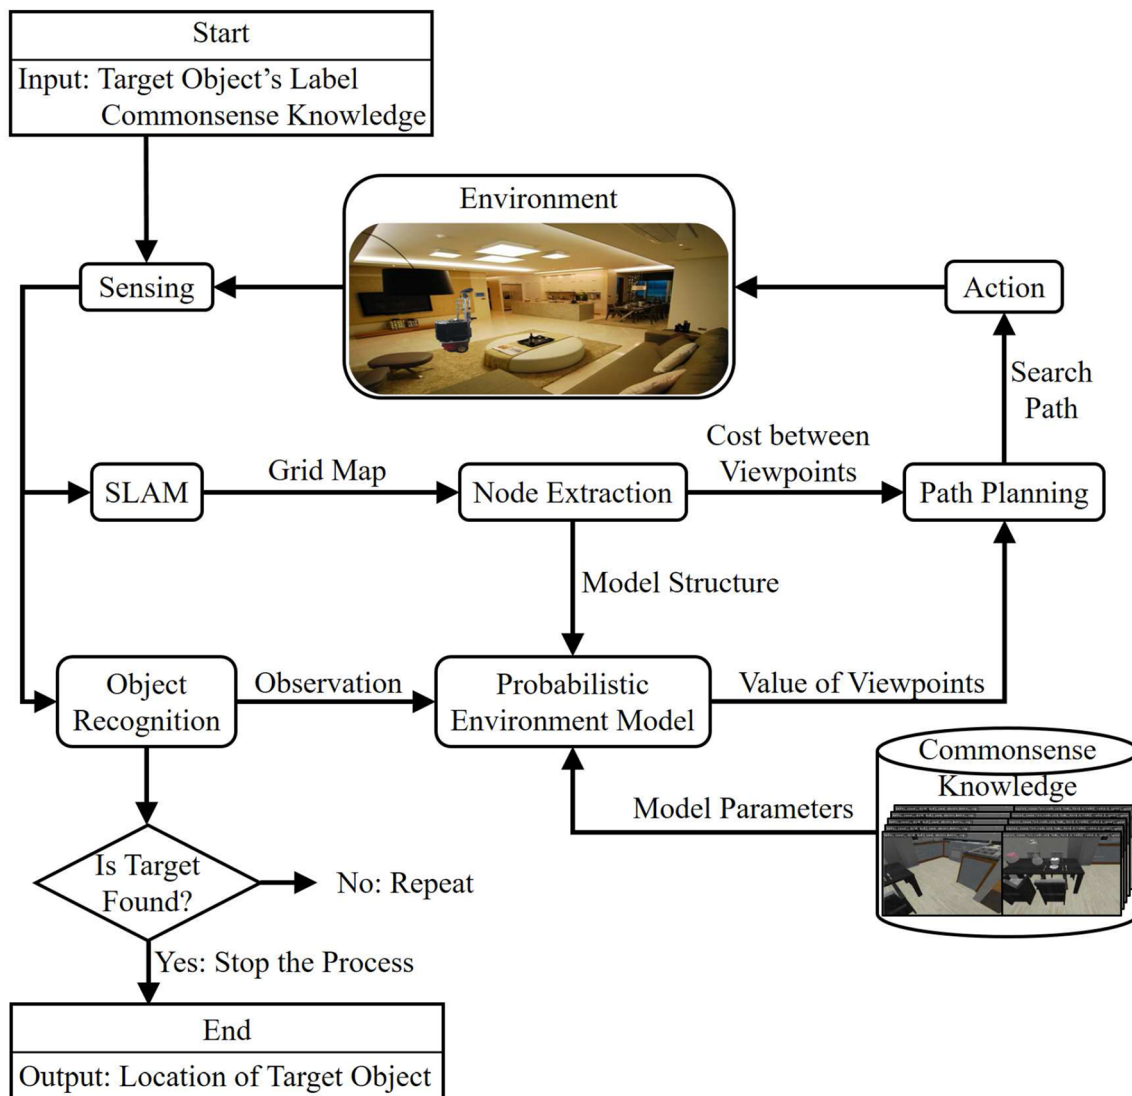 Start
Input: Target Object's Label
Commonsense Knowledge
Environment
Sensing
Action
Search
Path
SLAM
Grid Map
Node Extraction
Cost between
Viewpoints
Path Planning
Model Structure
Object
Recognition
Observation
Probabilistic
Environment Model
Value of Viewpoints
Commonsense
Knowledge
Model Parameters
Is Target
Found?
No: Repeat
Yes: Stop the Process
End
Output: Location of Target Object